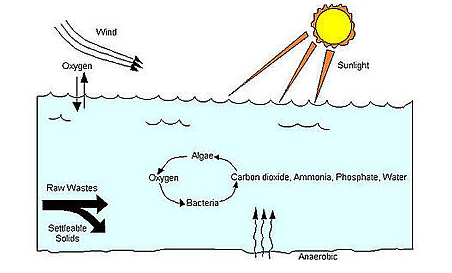 Wind
Oxygen
Sunlight
Algae
Oxygen
Carbon dioxide, Ammonia, Phosphate, Water
Bacteria
Raw Wastes
Settleable
Solids
Anaerobic